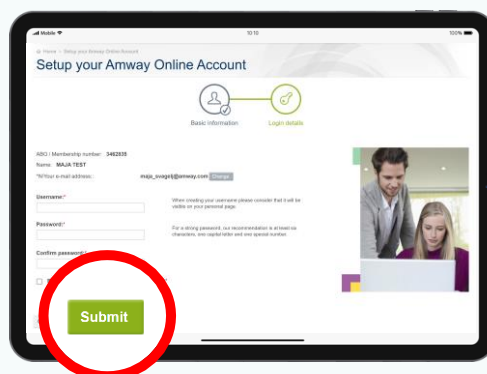 Mobile
10:10
100%
Home > Setup your Amway Online Account
Setup your Amway Online Account
Basic information
Login details
ABO / Membership number: 3462835
Name: MAJA TEST
Your e-mail address:
maja_svagelj@amway.com Change
Username:*
When creating your username please consider that it will be
visible on your personal page.
Password:*
For a strong password, our recommendation is at least six
characters, one capital letter and one special number.
Confirm password:*
Submit